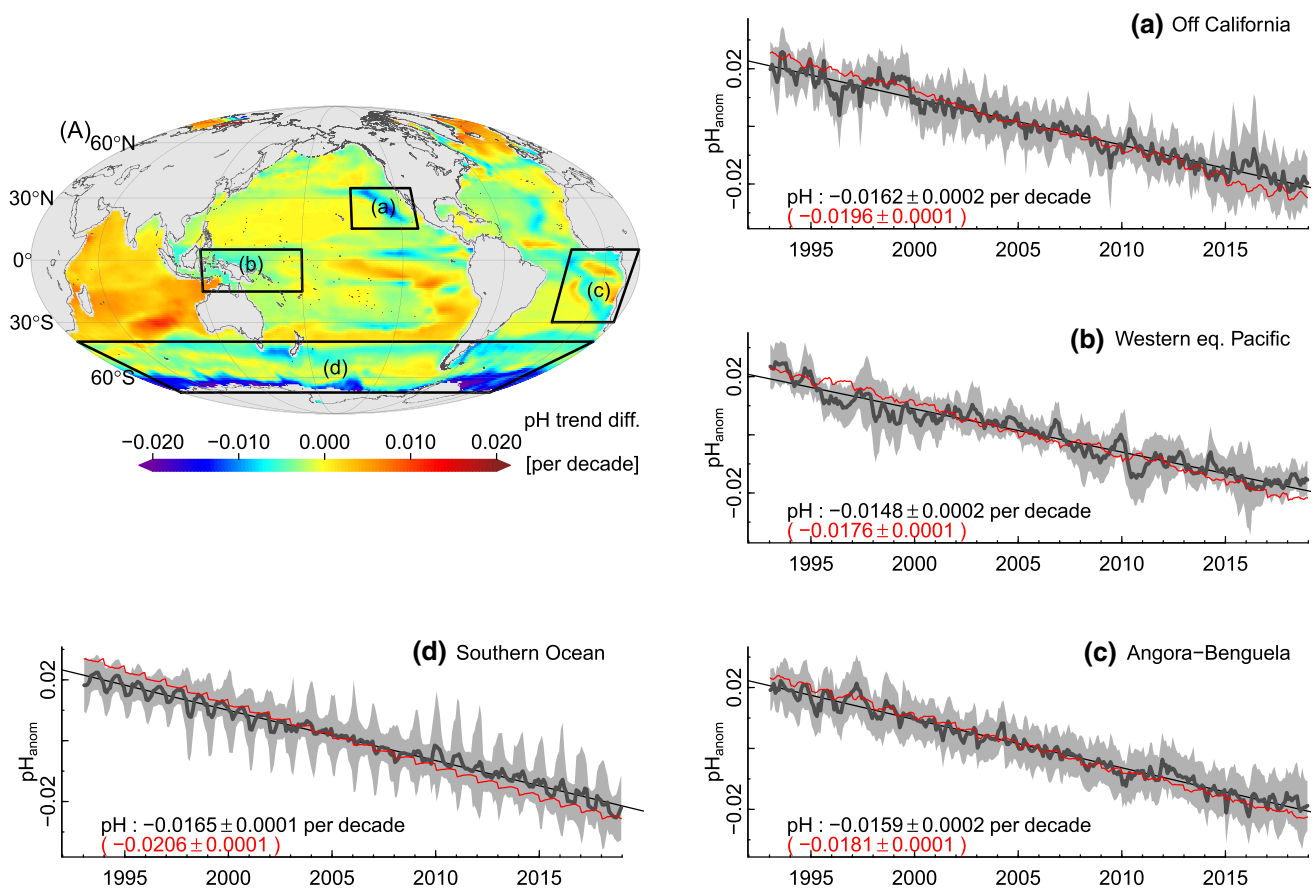 (A)
60°N
30°N
0°
30°S
60°S
(a)
(b)
(c)
(d)
pH trend diff.
−0.020 −0.010 0.000 0.010 0.020
[per decade]
(a) Off California
pHanom
0.02
−0.02
pH : −0.0162 ± 0.0002 per decade
( −0.0196 ± 0.0001 )
1995 2000 2005 2010 2015
(b) Western eq. Pacific
pHanom
0.02
−0.02
pH : −0.0148 ± 0.0002 per decade
( −0.0176 ± 0.0001 )
1995 2000 2005 2010 2015
(d) Southern Ocean
pHanom
0.02
−0.02
pH : −0.0165 ± 0.0001 per decade
( −0.0206 ± 0.0001 )
1995 2000 2005 2010 2015
(c) Angora−Benguela
pHanom
0.02
−0.02
pH : −0.0159 ± 0.0002 per decade
( −0.0181 ± 0.0001 )
1995 2000 2005 2010 2015